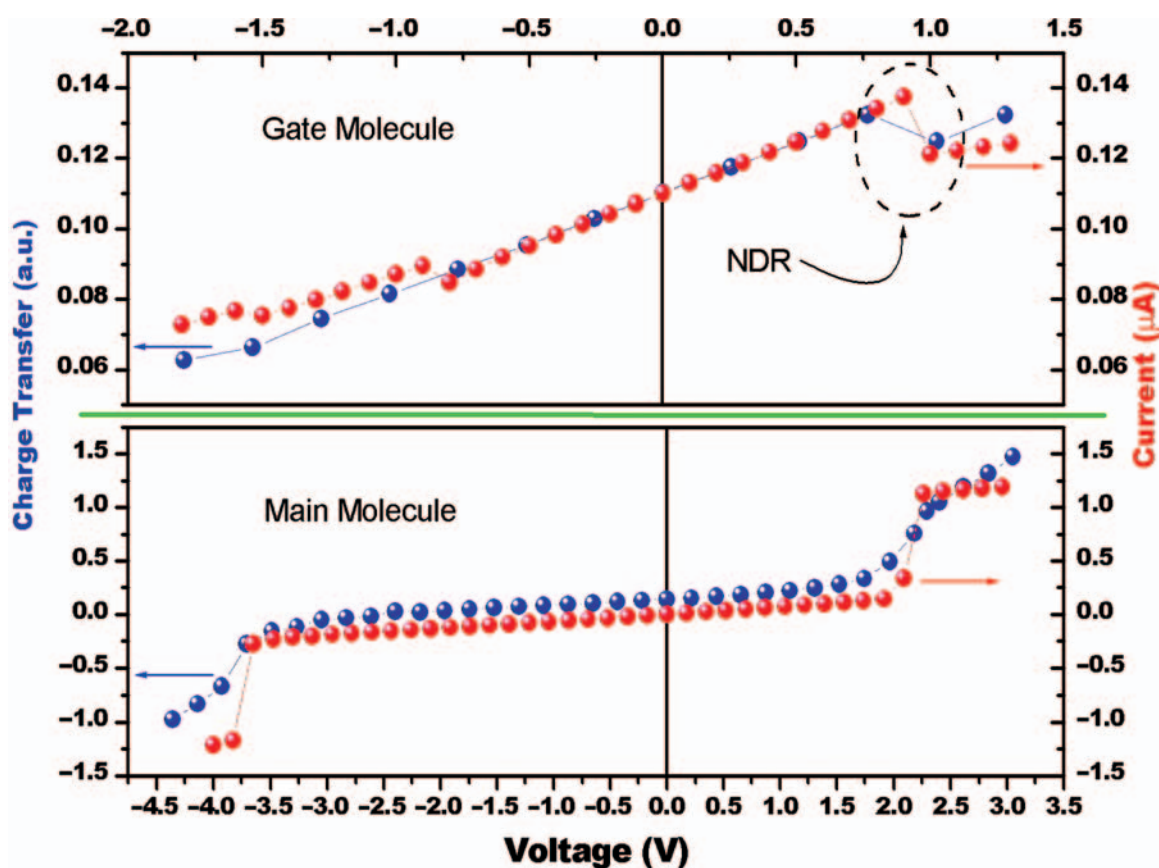 −2.0 −1.5 −1.0 −0.5 0.0 0.5 1.0 1.5
Gate Molecule
NDR
0.14 0.12 0.10 0.08 0.06
0.14 0.12 0.10 0.08 0.06
Charge Transfer (a.u.)
Current (μA)
Main Molecule
1.5 1.0 0.5 0.0 −0.5 −1.0 −1.5
1.5 1.0 0.5 0.0 −0.5 −1.0 −1.5
−4.5 −4.0 −3.5 −3.0 −2.5 −2.0 −1.5 −1.0 −0.5 0.0 0.5 1.0 1.5 2.0 2.5 3.0 3.5
Voltage (V)